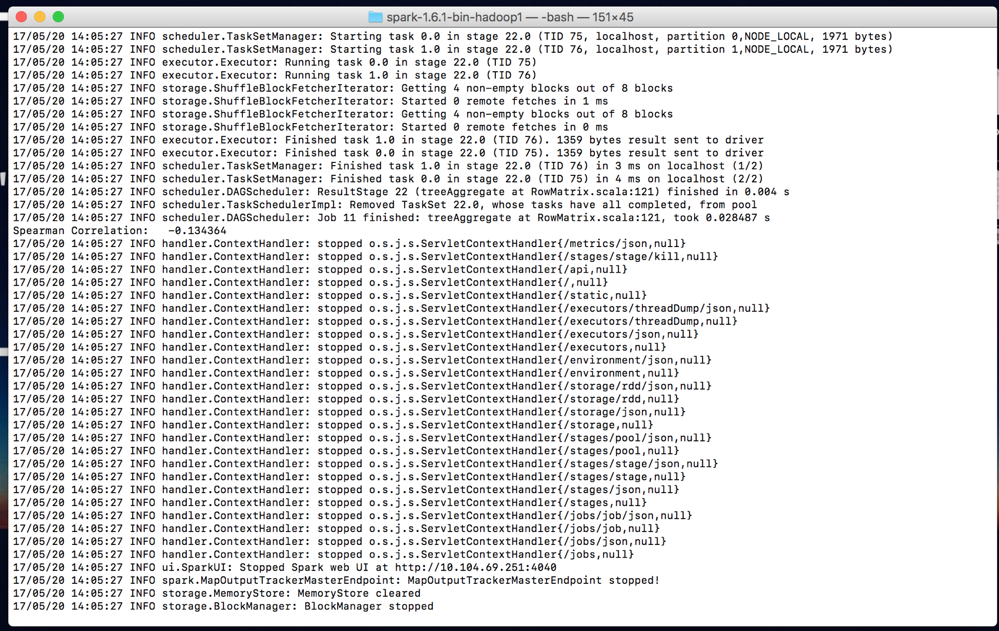 spark-1.6.1-bin-hadoop1 — -bash — 151×45
17/05/20 14:05:27 INFO scheduler.TaskSetManager: Starting task 0.0 in stage 22.0 (TID 75, localhost, partition 0,NODE_LOCAL, 1971 bytes)
17/05/20 14:05:27 INFO scheduler.TaskSetManager: Starting task 1.0 in stage 22.0 (TID 76, localhost, partition 1,NODE_LOCAL, 1971 bytes)
17/05/20 14:05:27 INFO executor.Executor: Running task 0.0 in stage 22.0 (TID 75)
17/05/20 14:05:27 INFO executor.Executor: Running task 1.0 in stage 22.0 (TID 76)
17/05/20 14:05:27 INFO storage.ShuffleBlockFetcherIterator: Getting 4 non-empty blocks out of 8 blocks
17/05/20 14:05:27 INFO storage.ShuffleBlockFetcherIterator: Started 0 remote fetches in 1 ms
17/05/20 14:05:27 INFO storage.ShuffleBlockFetcherIterator: Getting 4 non-empty blocks out of 8 blocks
17/05/20 14:05:27 INFO storage.ShuffleBlockFetcherIterator: Started 0 remote fetches in 0 ms
17/05/20 14:05:27 INFO executor.Executor: Finished task 1.0 in stage 22.0 (TID 76). 1359 bytes result sent to driver
17/05/20 14:05:27 INFO executor.Executor: Finished task 0.0 in stage 22.0 (TID 75). 1359 bytes result sent to driver
17/05/20 14:05:27 INFO scheduler.TaskSetManager: Finished task 1.0 in stage 22.0 (TID 76) in 3 ms on localhost (1/2)
17/05/20 14:05:27 INFO scheduler.TaskSetManager: Finished task 0.0 in stage 22.0 (TID 75) in 4 ms on localhost (2/2)
17/05/20 14:05:27 INFO scheduler.DAGScheduler: ResultStage 22 (treeAggregate at RowMatrix.scala:121) finished in 0.004 s
17/05/20 14:05:27 INFO scheduler.TaskSchedulerImpl: Removed TaskSet 22.0, whose tasks have all completed, from pool
17/05/20 14:05:27 INFO scheduler.DAGScheduler: Job 11 finished: treeAggregate at RowMatrix.scala:121, took 0.028487 s
Spearman Correlation:   -0.134364
17/05/20 14:05:27 INFO handler.ContextHandler: stopped o.s.j.s.ServletContextHandler{/metrics/json,null}
17/05/20 14:05:27 INFO handler.ContextHandler: stopped o.s.j.s.ServletContextHandler{/stages/stage/kill,null}
17/05/20 14:05:27 INFO handler.ContextHandler: stopped o.s.j.s.ServletContextHandler{/api,null}
17/05/20 14:05:27 INFO handler.ContextHandler: stopped o.s.j.s.ServletContextHandler{/,null}
17/05/20 14:05:27 INFO handler.ContextHandler: stopped o.s.j.s.ServletContextHandler{/static,null}
17/05/20 14:05:27 INFO handler.ContextHandler: stopped o.s.j.s.ServletContextHandler{/executors/threadDump/json,null}
17/05/20 14:05:27 INFO handler.ContextHandler: stopped o.s.j.s.ServletContextHandler{/executors/threadDump,null}
17/05/20 14:05:27 INFO handler.ContextHandler: stopped o.s.j.s.ServletContextHandler{/executors/json,null}
17/05/20 14:05:27 INFO handler.ContextHandler: stopped o.s.j.s.ServletContextHandler{/executors,null}
17/05/20 14:05:27 INFO handler.ContextHandler: stopped o.s.j.s.ServletContextHandler{/environment/json,null}
17/05/20 14:05:27 INFO handler.ContextHandler: stopped o.s.j.s.ServletContextHandler{/environment,null}
17/05/20 14:05:27 INFO handler.ContextHandler: stopped o.s.j.s.ServletContextHandler{/storage/rdd/json,null}
17/05/20 14:05:27 INFO handler.ContextHandler: stopped o.s.j.s.ServletContextHandler{/storage/rdd,null}
17/05/20 14:05:27 INFO handler.ContextHandler: stopped o.s.j.s.ServletContextHandler{/storage/json,null}
17/05/20 14:05:27 INFO handler.ContextHandler: stopped o.s.j.s.ServletContextHandler{/storage,null}
17/05/20 14:05:27 INFO handler.ContextHandler: stopped o.s.j.s.ServletContextHandler{/stages/pool/json,null}
17/05/20 14:05:27 INFO handler.ContextHandler: stopped o.s.j.s.ServletContextHandler{/stages/pool,null}
17/05/20 14:05:27 INFO handler.ContextHandler: stopped o.s.j.s.ServletContextHandler{/stages/stage/json,null}
17/05/20 14:05:27 INFO handler.ContextHandler: stopped o.s.j.s.ServletContextHandler{/stages/stage,null}
17/05/20 14:05:27 INFO handler.ContextHandler: stopped o.s.j.s.ServletContextHandler{/stages/json,null}
17/05/20 14:05:27 INFO handler.ContextHandler: stopped o.s.j.s.ServletContextHandler{/stages,null}
17/05/20 14:05:27 INFO handler.ContextHandler: stopped o.s.j.s.ServletContextHandler{/jobs/job/json,null}
17/05/20 14:05:27 INFO handler.ContextHandler: stopped o.s.j.s.ServletContextHandler{/jobs/job,null}
17/05/20 14:05:27 INFO handler.ContextHandler: stopped o.s.j.s.ServletContextHandler{/jobs/json,null}
17/05/20 14:05:27 INFO handler.ContextHandler: stopped o.s.j.s.ServletContextHandler{/jobs,null}
17/05/20 14:05:27 INFO ui.SparkUI: Stopped Spark web UI at http://10.104.69.251:4040
17/05/20 14:05:27 INFO spark.MapOutputTrackerMasterEndpoint: MapOutputTrackerMasterEndpoint stopped!
17/05/20 14:05:27 INFO storage.MemoryStore: MemoryStore cleared
17/05/20 14:05:27 INFO storage.BlockManager: BlockManager stopped